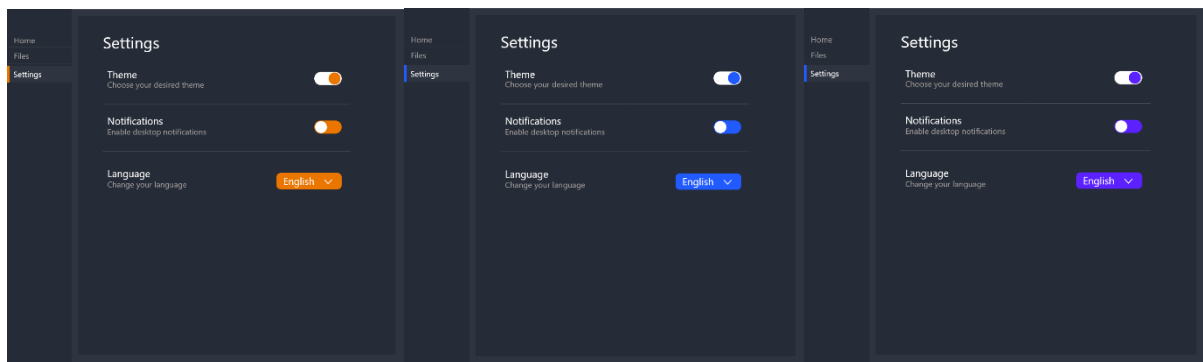 Home
Files
Settings
Settings
Theme
Choose your desired theme
Notifications
Enable desktop notifications
Language
Change your language
English
Home
Files
Settings
Settings
Theme
Choose your desired theme
Notifications
Enable desktop notifications
Language
Change your language
English
Home
Files
Settings
Settings
Theme
Choose your desired theme
Notifications
Enable desktop notifications
Language
Change your language
English